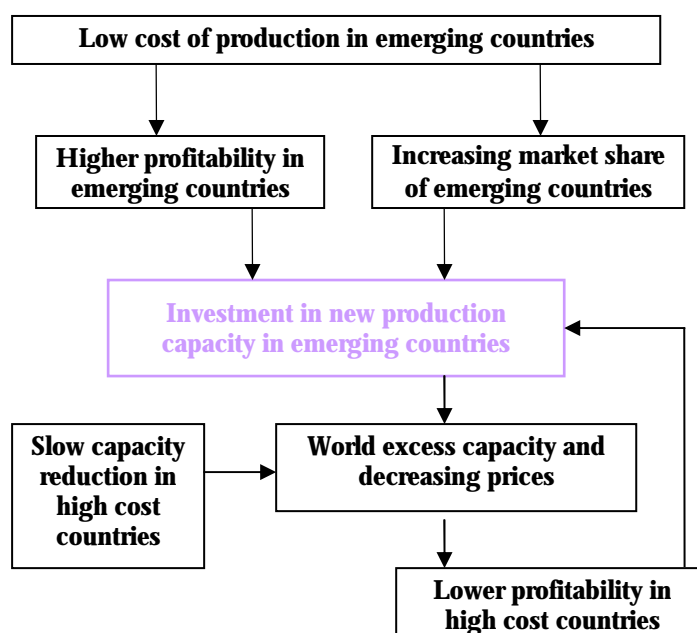 Low cost of production in emerging countries
Higher profitability in
emerging countries
Increasing market share
of emerging countries
Investment in new production
capacity in emerging countries
Slow capacity
reduction in
high cost
countries
World excess capacity and
decreasing prices
Lower profitability in
high cost countries